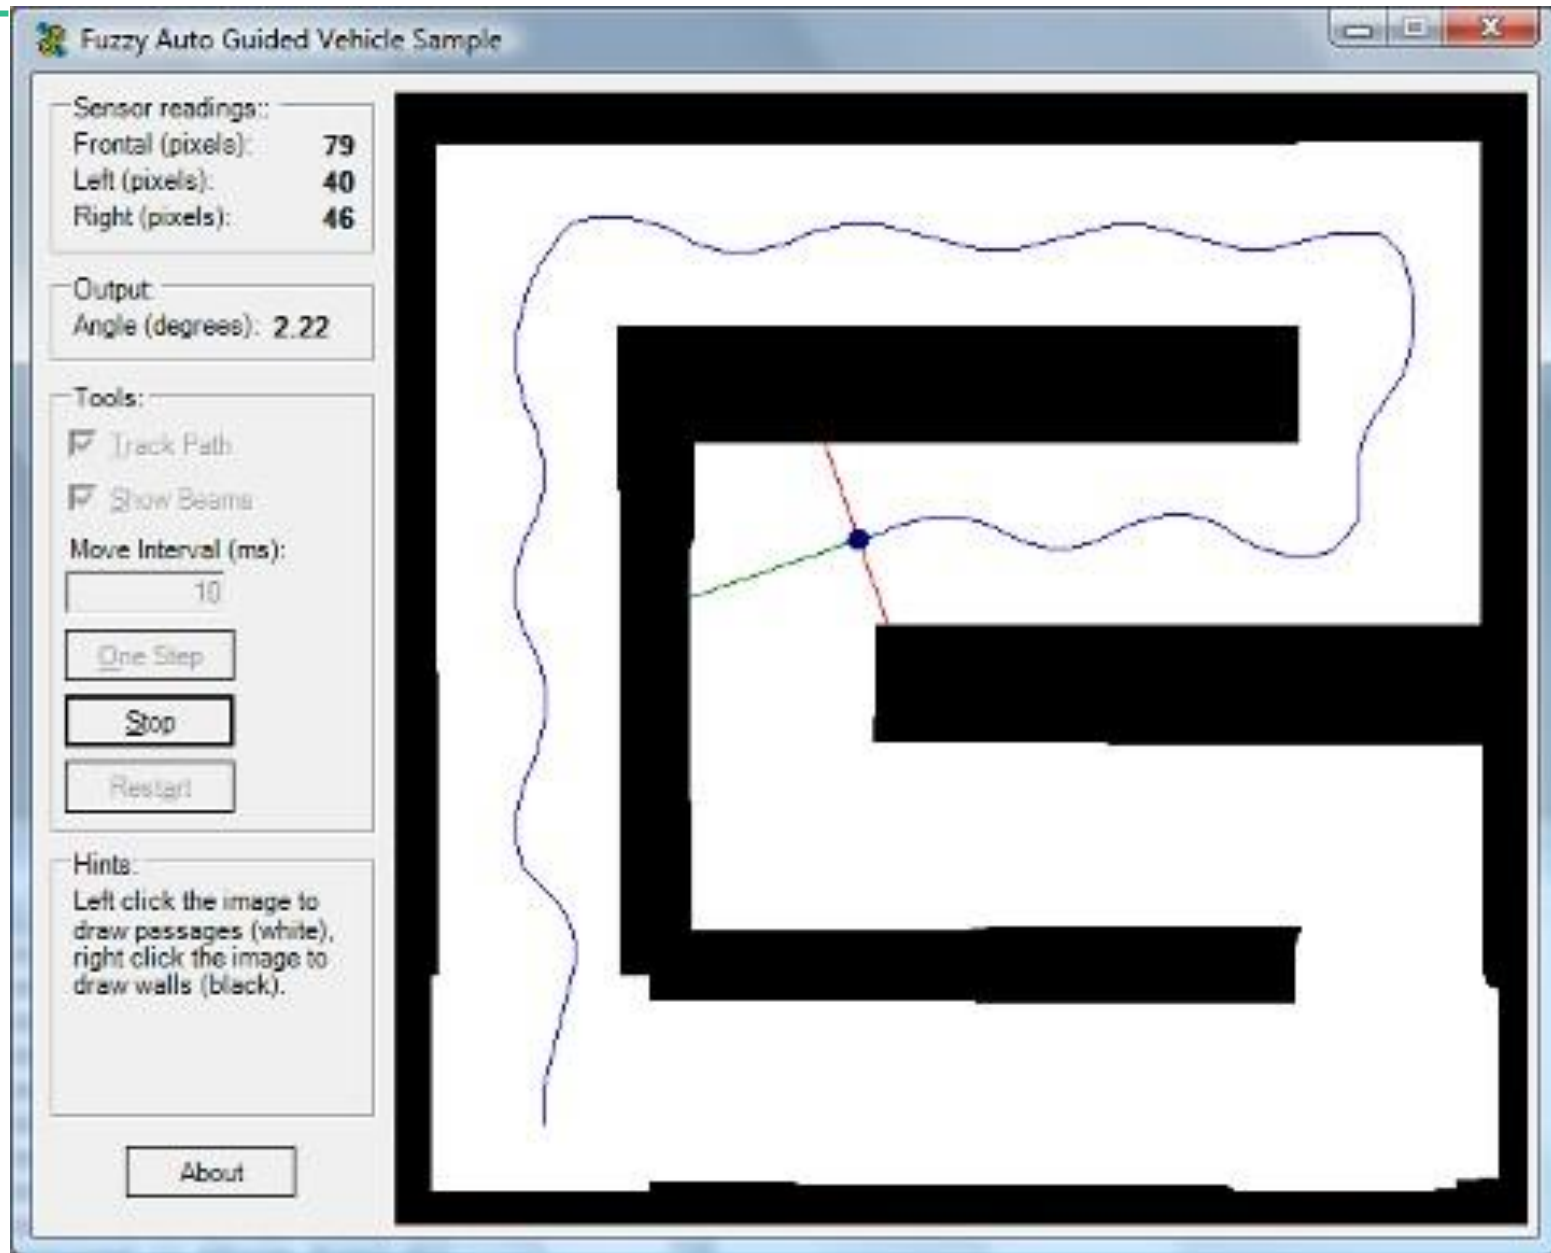 Fuzzy Auto Guided Vehicle Sample
Sensor readings::
Frontal (pixels): 79
Left (pixels): 40
Right (pixels): 46
Output:
Angle (degrees): 2.22
Tools:
Track Path
Show Beams
Move Interval (ms):
10
One Step
Stop
Restart
Hints:
Left click the image to
draw passages (white),
right click the image to
draw walls (black).
About